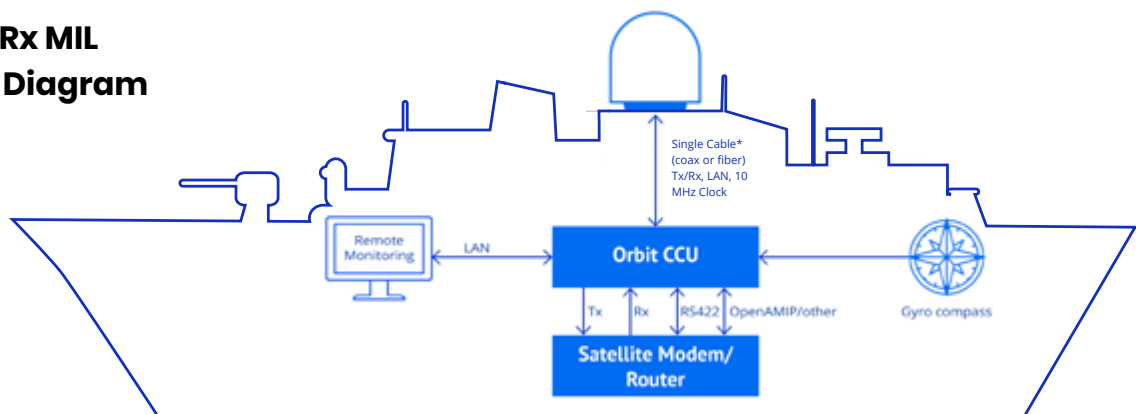 Rx MIL
Diagram
Single Cable*
(coax or fiber)
Tx/Rx, LAN, 10
MHz Clock
Remote
Monitoring
LAN
Orbit CCU
Gyro compass
Tx
Rx
RS422
OpenAMIP/other
Satellite Modem/
Router